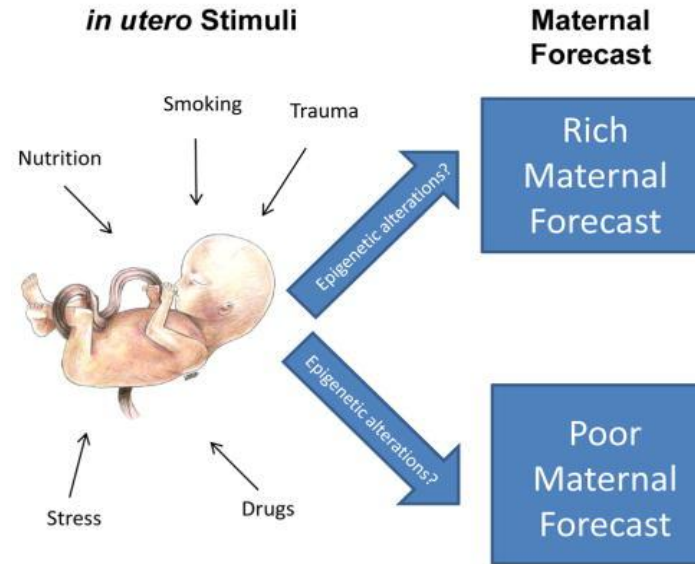 in utero Stimuli
Maternal
Forecast
Smoking
Trauma
Nutrition
Stress
Drugs
Epigenetic alterations?
Epigenetic alterations?
Rich
Maternal
Forecast
Poor
Maternal
Forecast